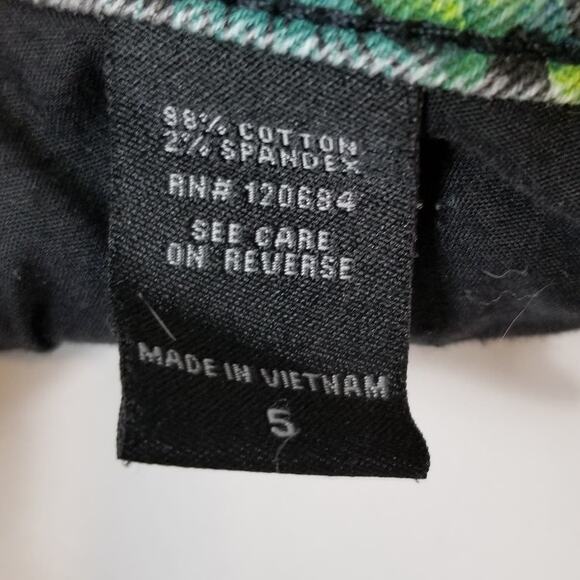 98% COTTON
2% SPANDEX
RN# 120684
SEE CARE
ON REVERSE
MADE IN VIETNAM
5